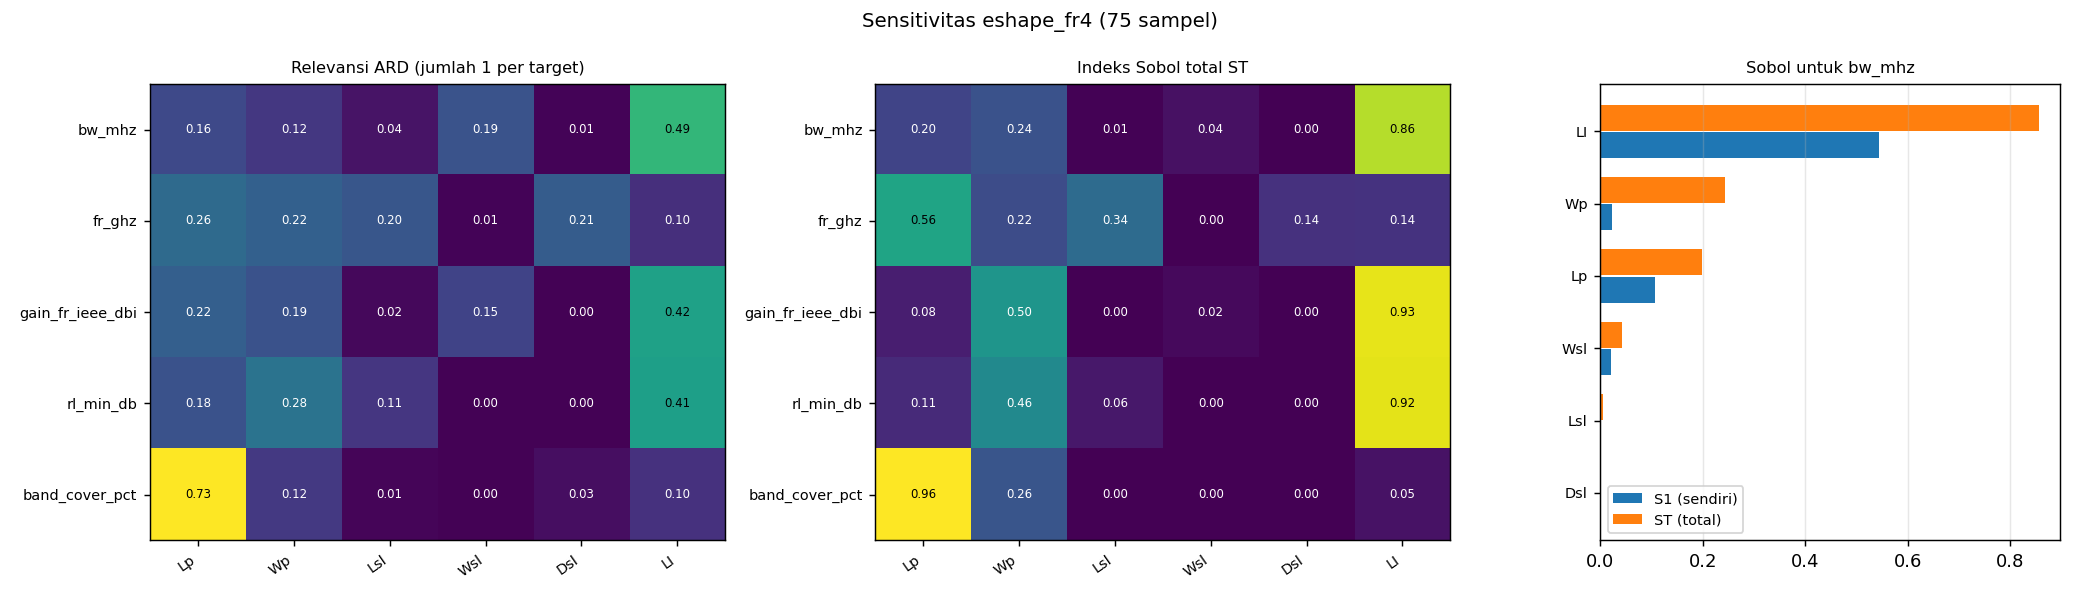 Sensitivitas eshape_fr4 (75 sampel)
Relevansi ARD (jumlah 1 per target)
bw_mhz 0.16 0.12 0.04 0.19 0.01 0.49
fr_ghz 0.26 0.22 0.20 0.01 0.21 0.10
gain_fr_ieee_dbi 0.22 0.19 0.02 0.15 0.00 0.42
rl_min_db 0.18 0.28 0.11 0.00 0.00 0.41
band_cover_pct 0.73 0.12 0.01 0.00 0.03 0.10
Lp Wp Lsl Wsl Dsl LI
Indeks Sobol total ST
bw_mhz 0.20 0.24 0.01 0.04 0.00 0.86
fr_ghz 0.56 0.22 0.34 0.00 0.14 0.14
gain_fr_ieee_dbi 0.08 0.50 0.00 0.02 0.00 0.93
rl_min_db 0.11 0.46 0.06 0.00 0.00 0.92
band_cover_pct 0.96 0.26 0.00 0.00 0.00 0.05
Lp Wp Lsl Wsl Dsl LI
Sobol untuk bw_mhz
LI
Wp
Lp
Wsl
Lsl
Dsl
S1 (sendiri)
ST (total)
0.0 0.2 0.4 0.6 0.8